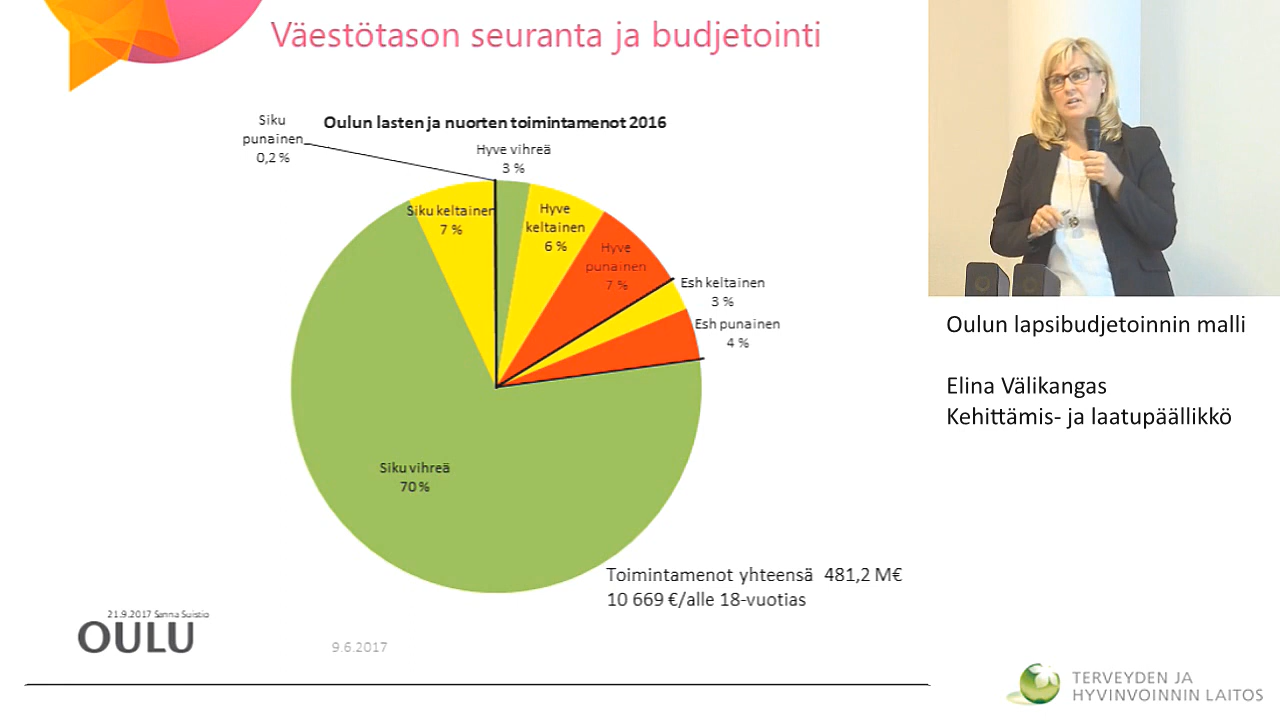 Väestötason seuranta ja budjetointi
Oulun lasten ja nuorten toimintamenot 2016
Siku
punainen
0,2 %
Hyve vihreä
3 %
Siku keltainen
7 %
Hyve
keltainen
6 %
Hyve
punainen
7 %
Esh keltainen
3 %
Esh punainen
4 %
Siku vihreä
70 %
Toimintamenot yhteensä 481,2 M€
10 669 €/alle 18-vuotias
21.9.2017 Sanna Suistio
OULU
9.6.2017
Oulun lapsibudjetoinnin malli
Elina Välikangas
Kehittämis- ja laatupäällikkö
TERVEYDEN JA
HYVINVOINNIN LAITOS